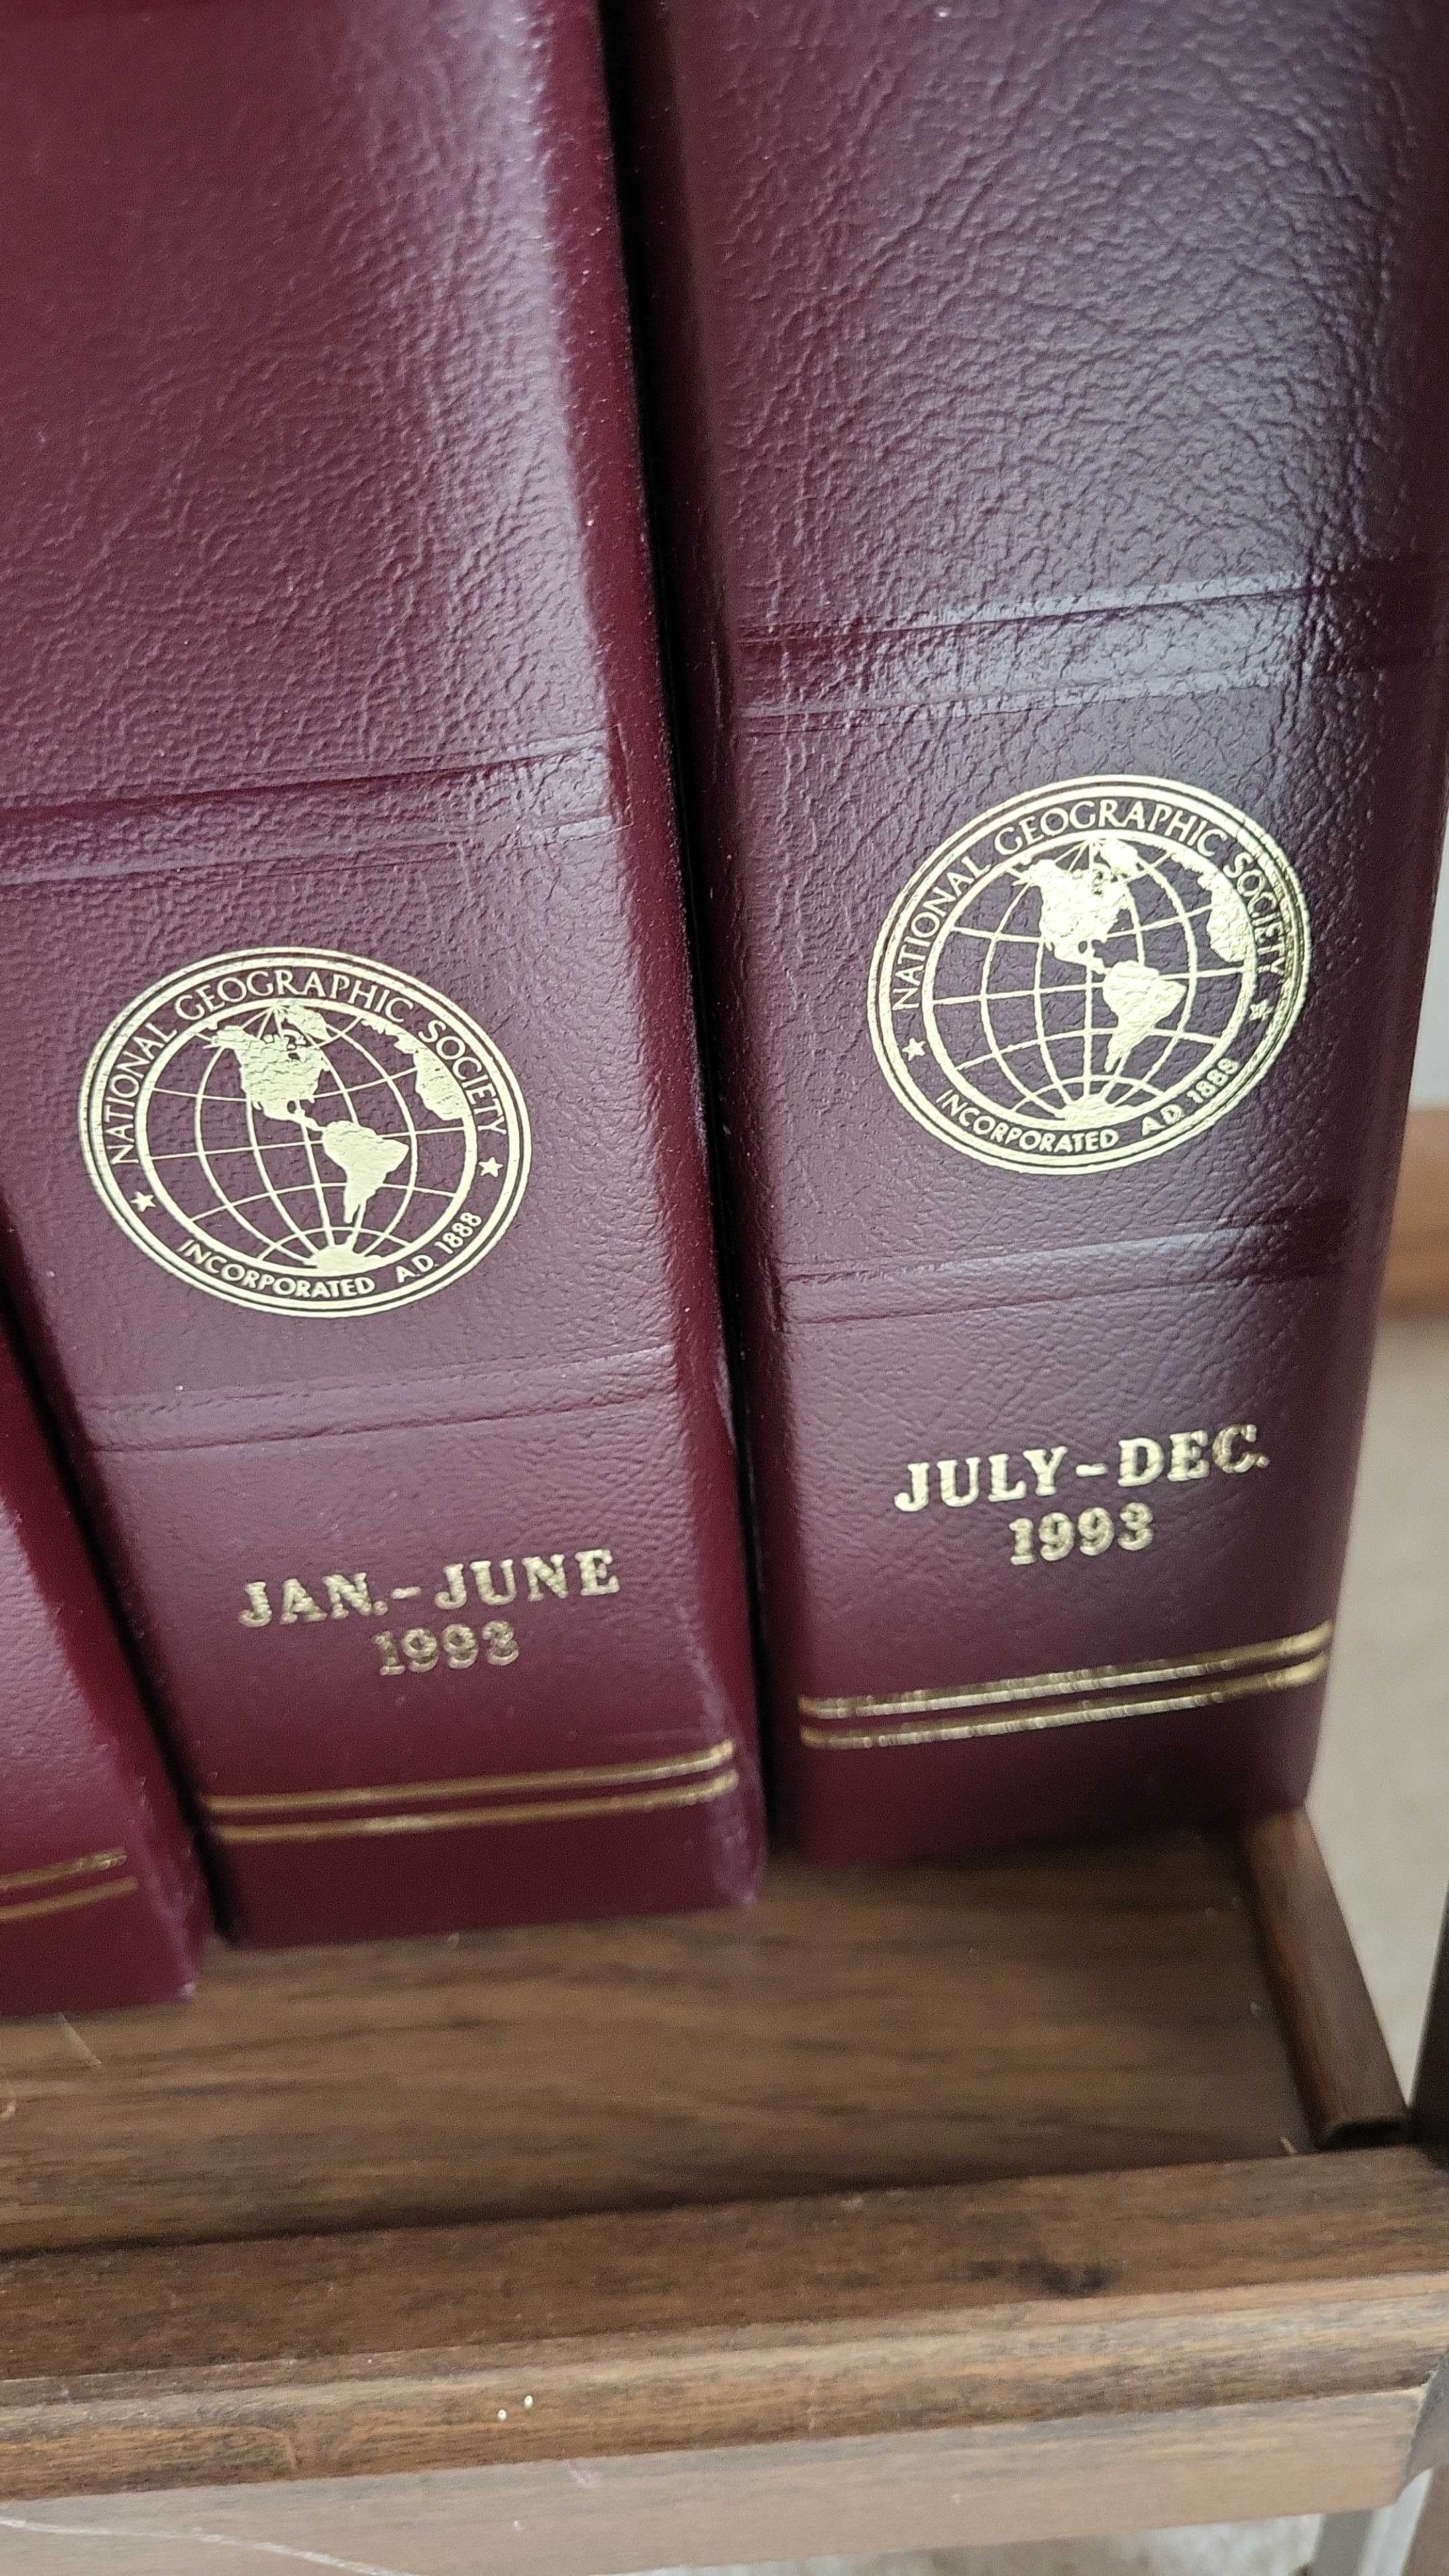 NATIONAL GEOGRAPHIC SOCIETY
INCORPORATED A.D. 1888
JAN.-JUNE
1993
NATIONAL GEOGRAPHIC SOCIETY
INCORPORATED A.D. 1888
JULY-DEC.
1993